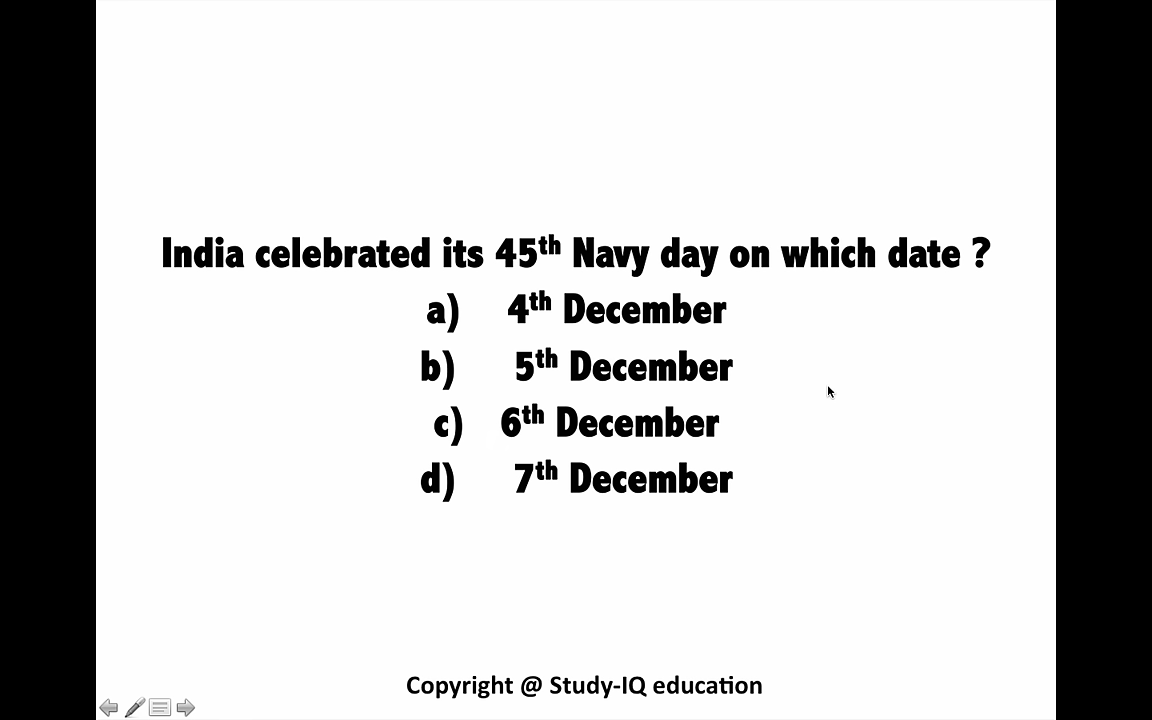 India celebrated its 45th Navy day on which date ?
a) 4th December
b) 5th December
c) 6th December
d) 7th December
Copyright @ Study-IQ education